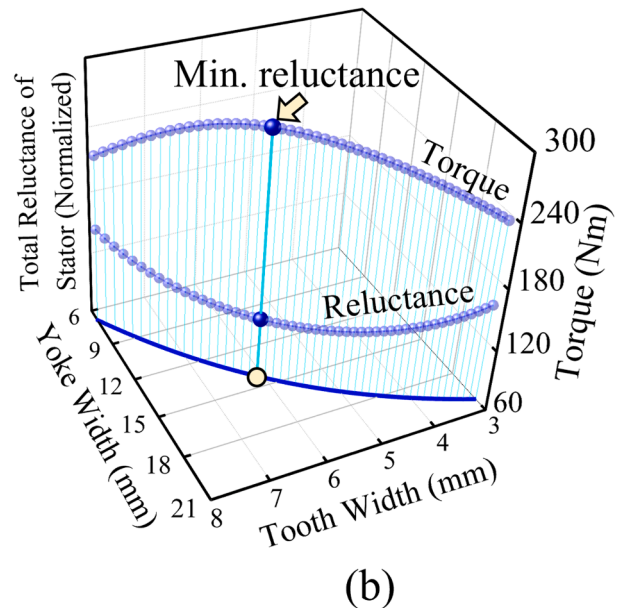 Min. reluctance
Total Reluctance of
Stator (Normalized)
Torque
Reluctance
300
240
180
120
60
Torque (Nm)
6
9
12
15
18
21
Yoke Width (mm)
8
7
6
5
4
3
Tooth Width (mm)
(b)